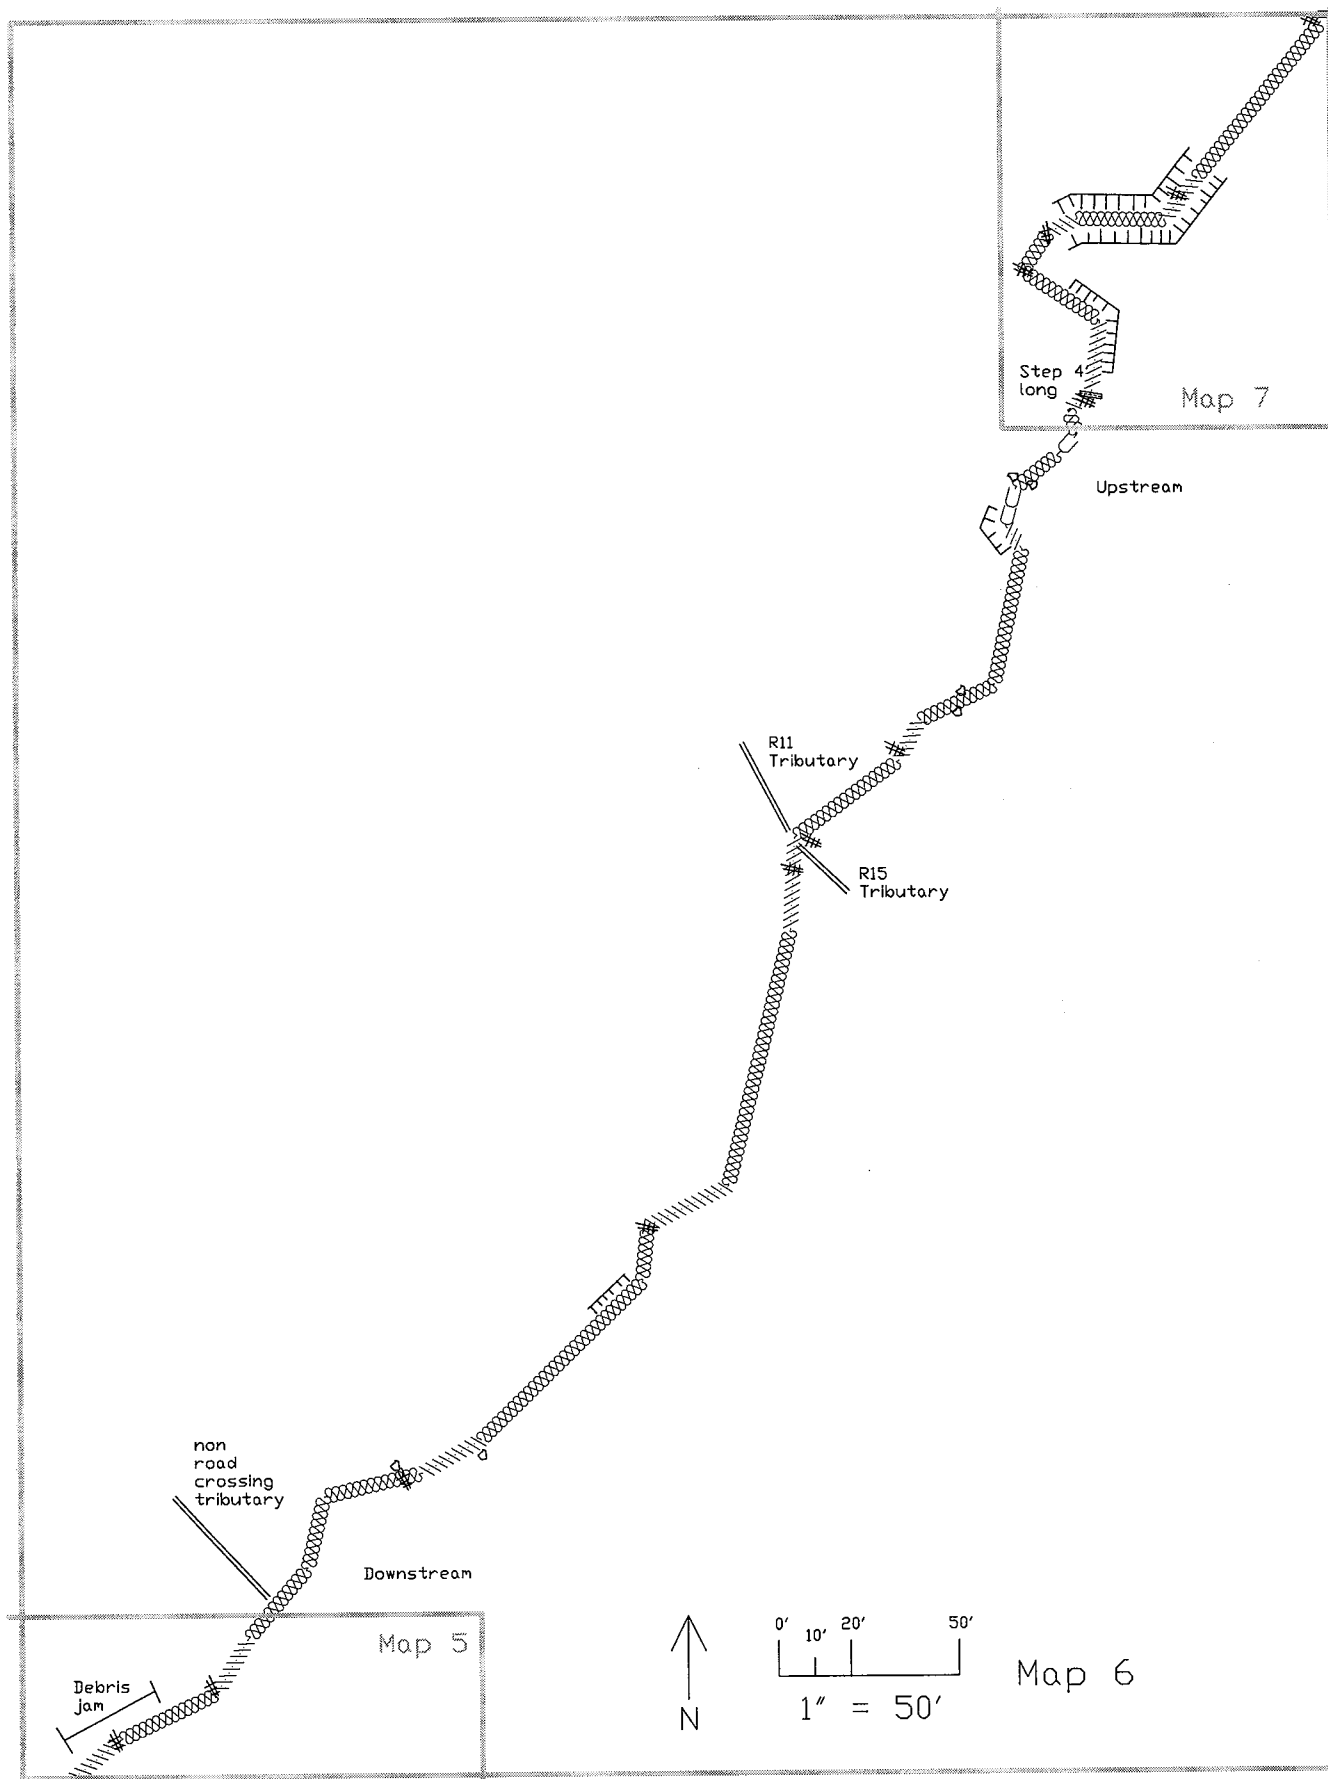 Step 4'
long
Map 7
Upstream
R11
Tributary
R15
Tributary
non
road
crossing
tributary
Downstream
Map 5
Debris
jam
0' 10' 20' 50'
1" = 50'
N
Map 6